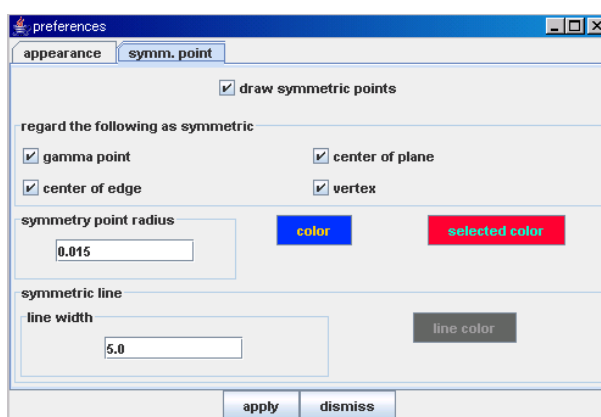 preferences
appearance symm. point
draw symmetric points
regard the following as symmetric
gamma point center of plane
center of edge vertex
symmetry point radius
color selected color
0.015
symmetric line
line width
line color
5.0
apply dismiss